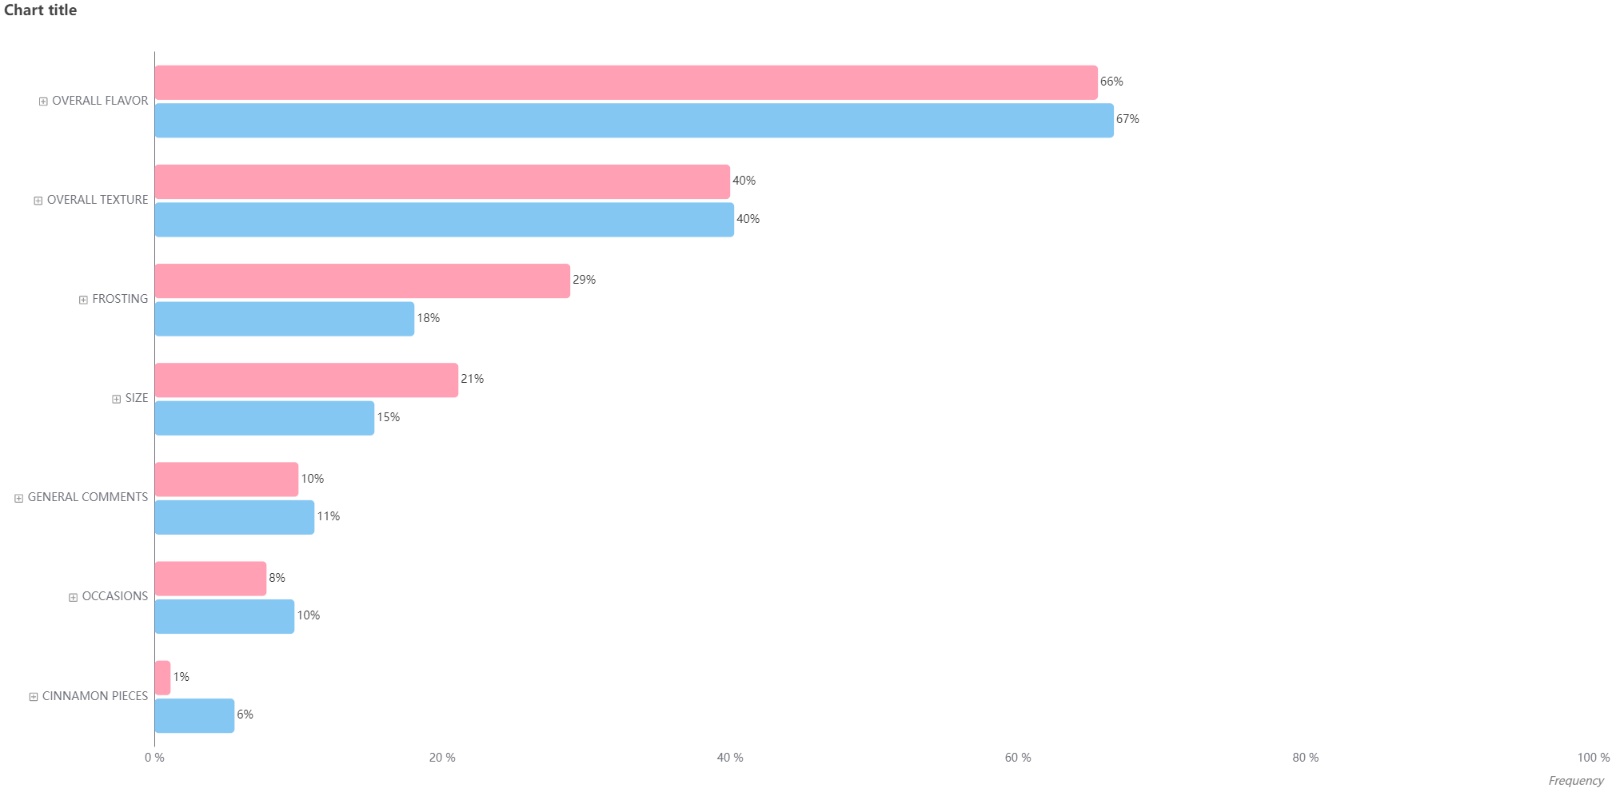 Chart title
OVERALL FLAVOR
66%
67%
OVERALL TEXTURE
40%
40%
FROSTING
29%
18%
SIZE
21%
15%
GENERAL COMMENTS
10%
11%
OCCASIONS
8%
10%
CINNAMON PIECES
1%
6%
0 % 20 % 40 % 60 % 80 % 100 %
Frequency